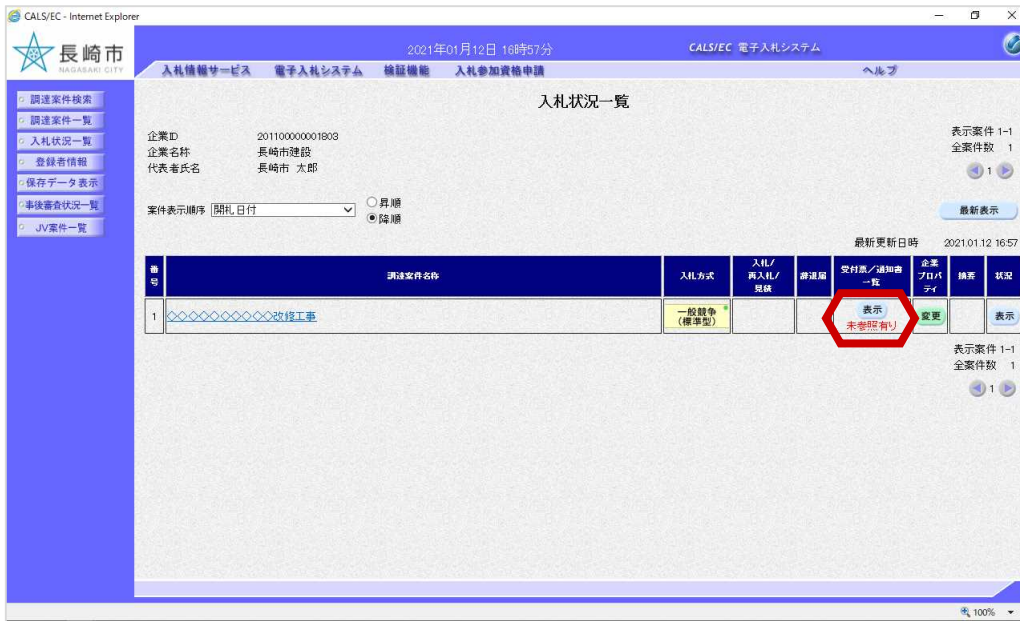 CALS/EC - Internet Explorer
長崎市
NAGASAKI CITY
2021年01月12日 16時57分
CALS/EC 電子入札システム
入札情報サービス 電子入札システム 検証機能 入札参加資格申請 ヘルプ
調達案件検索
調達案件一覧
入札状況一覧
登録者情報
保存データ表示
事後審査状況一覧
JV案件一覧
入札状況一覧
企業ID 201100000001803
企業名称 長崎市建設
代表者氏名 長崎市 太郎
表示案件 1-1
全案件数 1
1
案件表示順序 開札日付
昇順
降順
最新表示
最新更新日時 2021.01.12 16:57
番号 調達案件名称 入札方式 入札/再入札/見積 辞退届 受付票/通知書一覧 企業プロパティ 摘要 状況
1 ◇◇◇◇◇◇◇◇◇◇改修工事 一般競争(標準型) 表示 未参照有り 変更 表示
表示案件 1-1
全案件数 1
1
100%